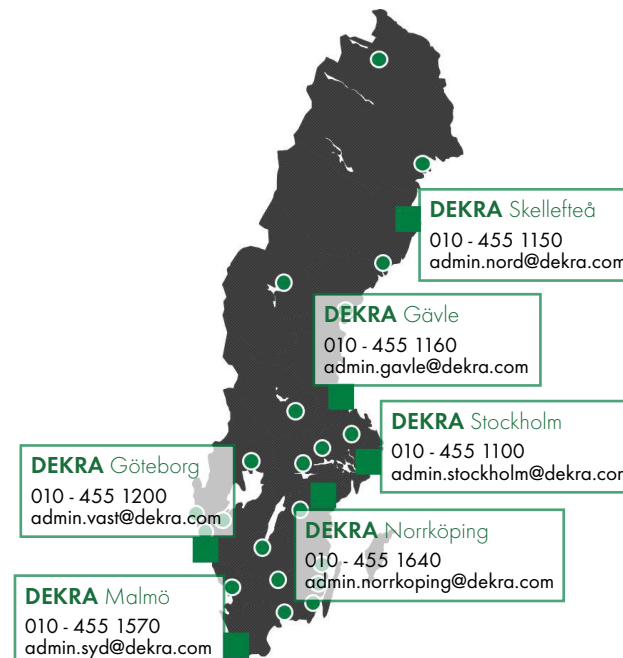 DEKRA Skellefteå
010 - 455 1150
admin.nord@dekra.com
DEKRA Gävle
010 - 455 1160
admin.gavle@dekra.com
DEKRA Stockholm
010 - 455 1100
admin.stockholm@dekra.com
DEKRA Göteborg
010 - 455 1200
admin.vast@dekra.com
DEKRA Norrköping
010 - 455 1640
admin.norrkoping@dekra.com
DEKRA Malmö
010 - 455 1570
admin.syd@dekra.com